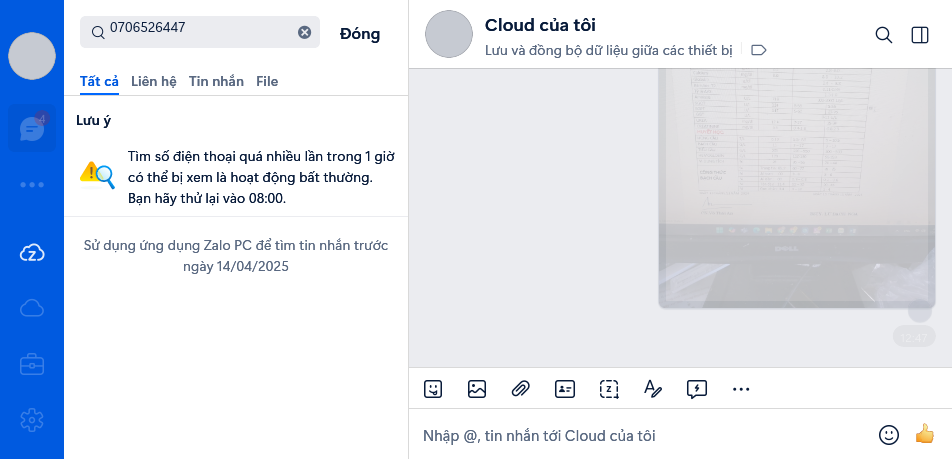 0706526447
Đóng
Tất cả Liên hệ Tin nhắn File
Lưu ý
Tìm số điện thoại quá nhiều lần trong 1 giờ
có thể bị xem là hoạt động bất thường.
Bạn hãy thử lại vào 08:00.
Sử dụng ứng dụng Zalo PC để tìm tin nhắn trước
ngày 14/04/2025
4
Cloud của tôi
Lưu và đồng bộ dữ liệu giữa các thiết bị
DELL
12:47
Nhập @, tin nhắn tới Cloud của tôi